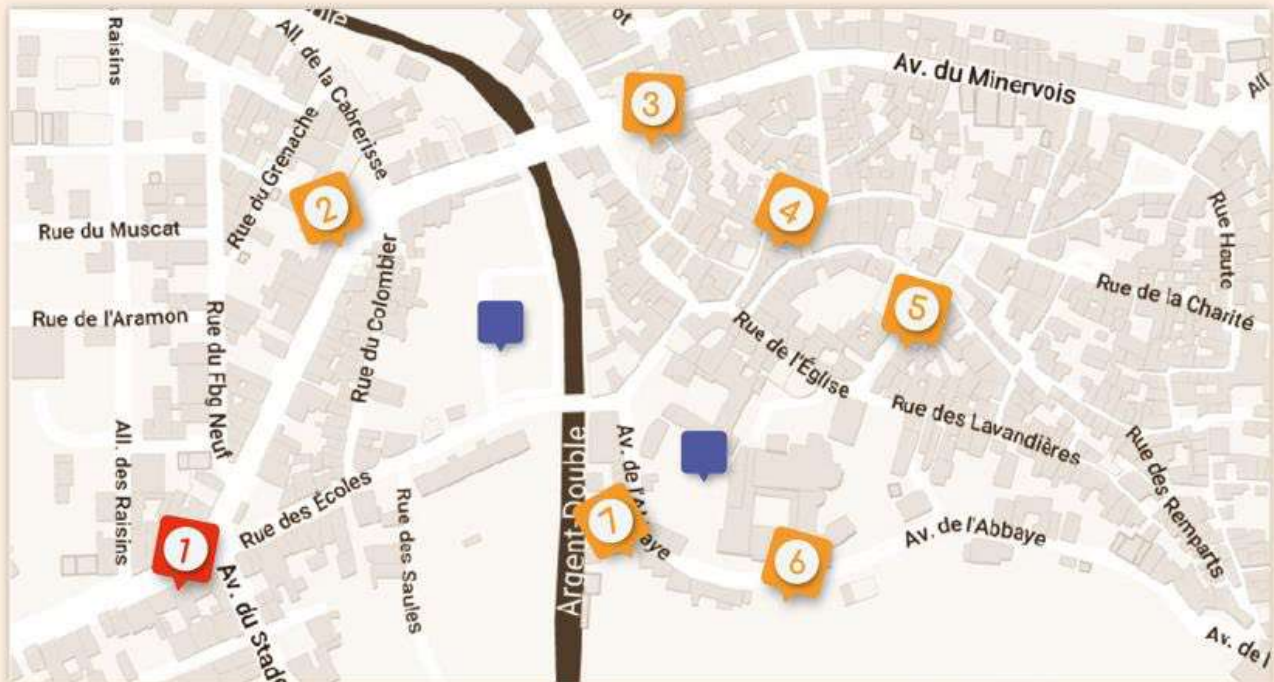 Raisins
All. de la Cabrerisse
Av. du Minervois
All
3
Rue du Grenache
2
4
Rue Haute
Rue du Muscat
Rue du Colombier
Rue de la Charité
5
Rue de l'Aramon
Rue du Fbg Neuf
Rue de l'Église
Rue des Lavandières
All. des Raisins
Rue des Écoles
Rue des Saules
Argent-Double
Rue des Remparts
7
Av. de l'Abbaye
1
6
Av. du Stade
Av. de l